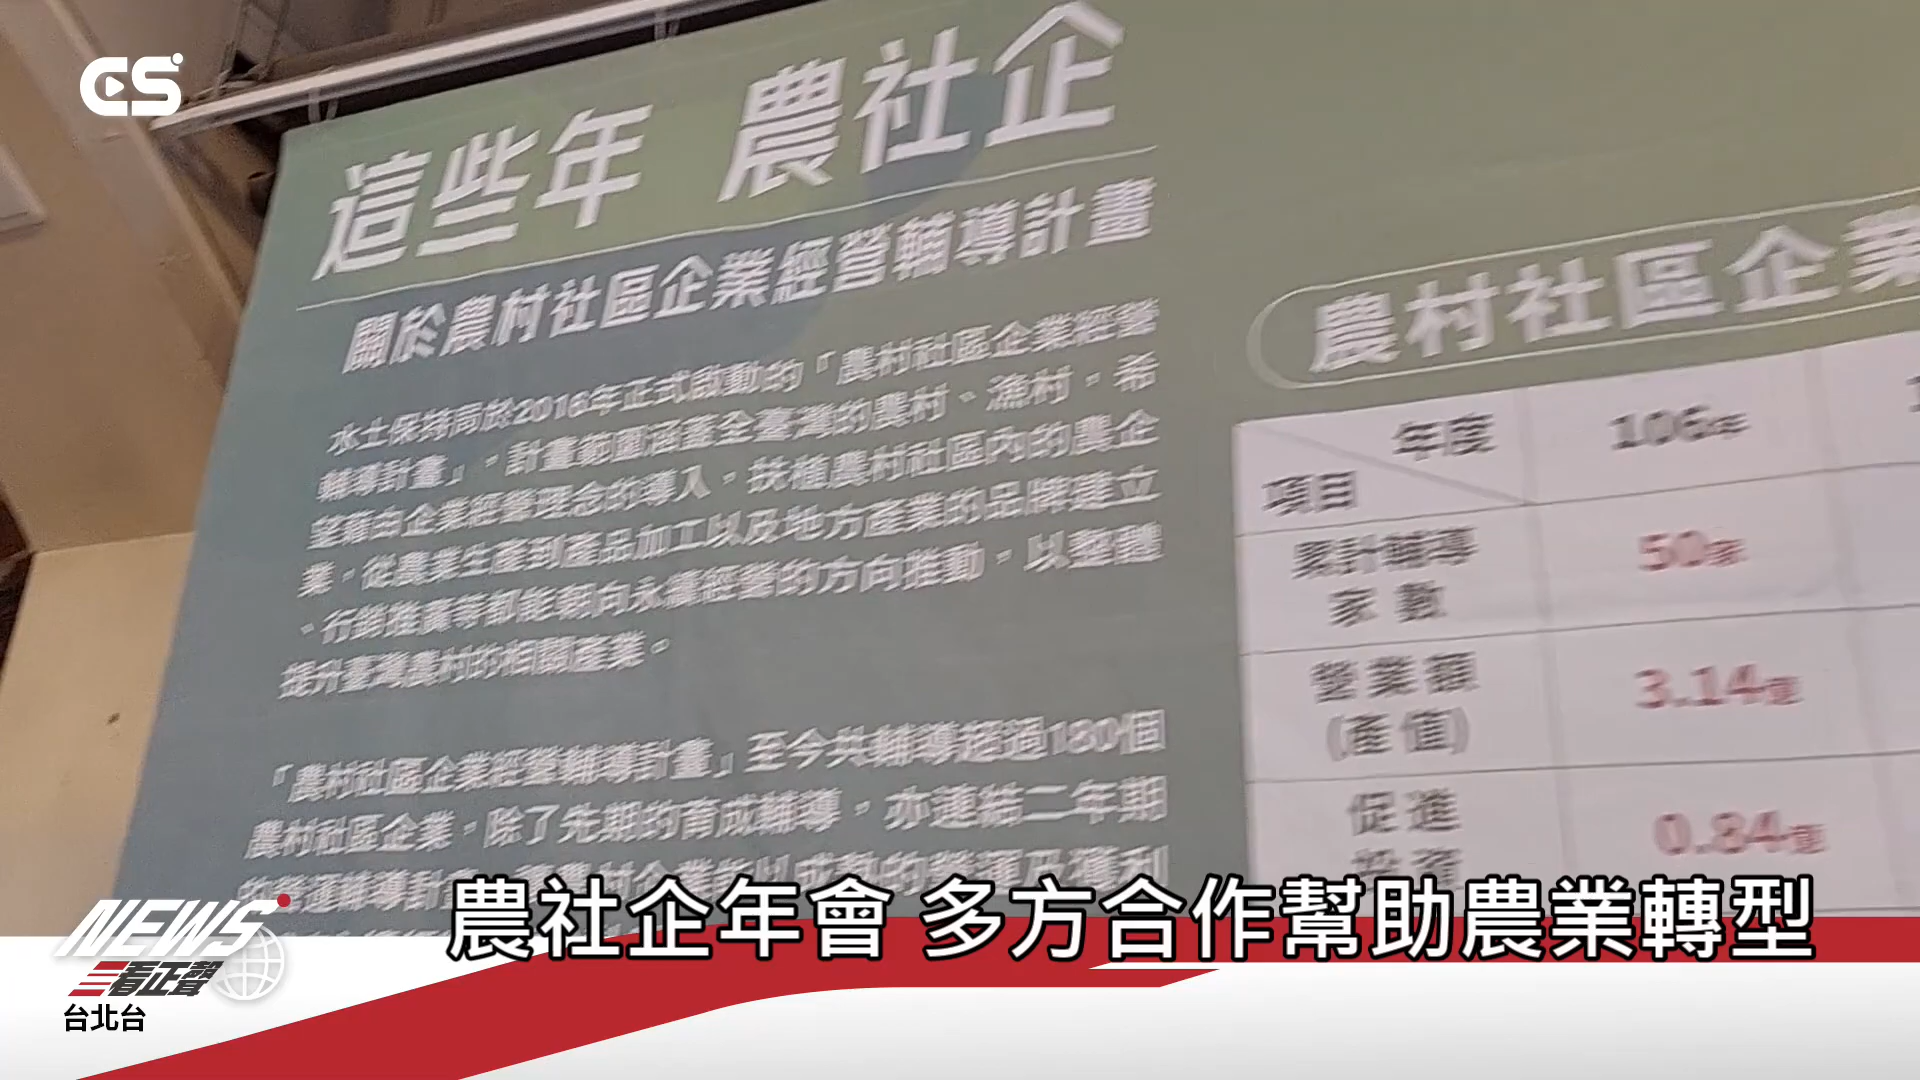 CS
這些年 農社企
關於農村社區企業經營輔導計畫
水土保持局於2016年正式啟動的「農村社區企業經營
輔導計畫」,計畫範圍涵蓋全臺灣的農村、漁村,希
望藉由企業經營理念的導入,扶植農村社區內的農企
業,從農業生產到產品加工以及地方產業的品牌建立
、行銷推廣等都能朝向永續經營的方向推動,以整體
提升臺灣農村的相關產業。
「農村社區企業經營輔導計畫」至今共輔導超過180個
農村社區企業,除了先期的育成輔導,亦連結二年期
的營運輔導計
農村社區企業
年度
項目
106年
累計輔導
家數
50家
營業額
(產值)
3.14億
促進
投資
0.84億
農社企年會 多方合作幫助農業轉型
NEWS
看正聲
台北台